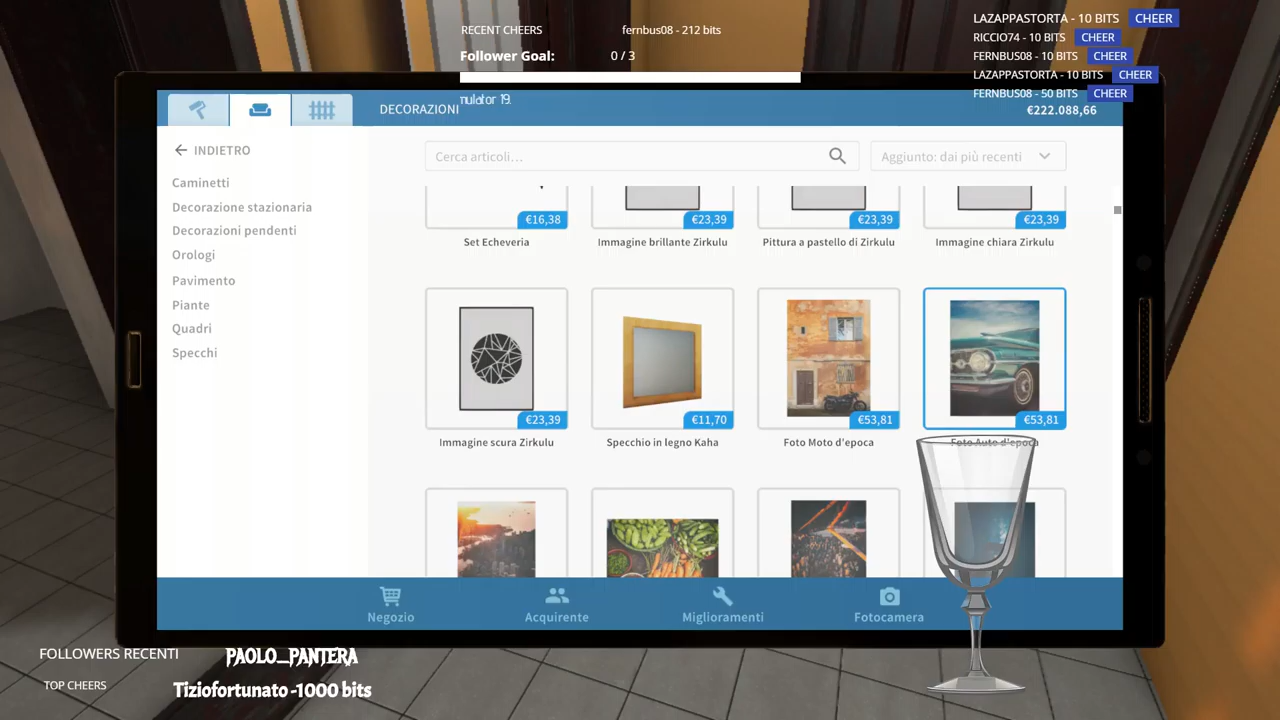 RECENT CHEERS fernbus08 - 212 bits
Follower Goal: 0 / 3
LAZAPPASTORTA - 10 BITS CHEER
RICCIO74 - 10 BITS CHEER
FERNBUS08 - 10 BITS CHEER
LAZAPPASTORTA - 10 BITS CHEER
FERNBUS08 - 50 BITS CHEER
mulator 19.
DECORAZIONI
€222.088,66
INDIETRO
Caminetti
Decorazione stazionaria
Decorazioni pendenti
Orologi
Pavimento
Piante
Quadri
Specchi
Cerca articoli...
Aggiunto: dai più recenti
€16,38 €23,39 €23,39 €23,39
Set Echeveria Immagine brillante Zirkulu Pittura a pastello di Zirkulu Immagine chiara Zirkulu
€23,39 €11,70 €53,81 €53,81
Immagine scura Zirkulu Specchio in legno Kaha Foto Moto d'epoca Foto Auto d'epoca
Negozio Acquirente Miglioramenti Fotocamera
FOLLOWERS RECENTI PAOLO_PANTERA
TOP CHEERS Tiziofortunato -1000 bits